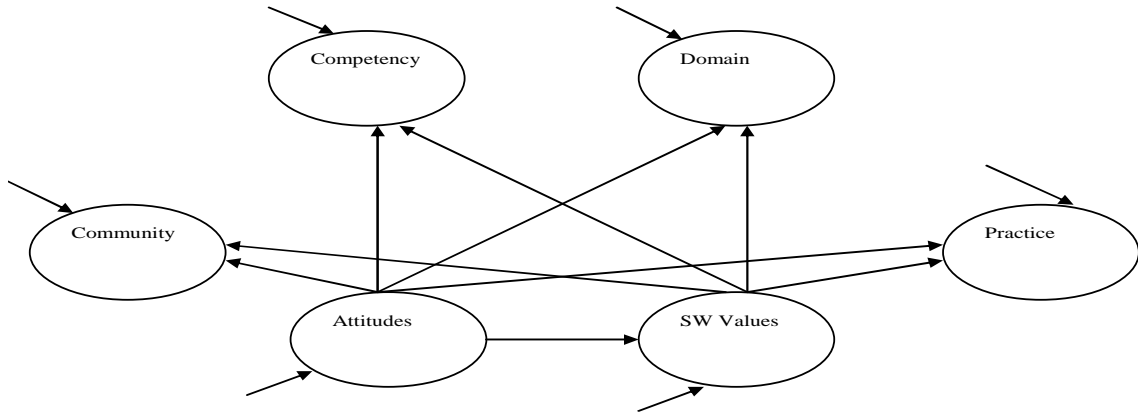 Competency
Domain
Community
Practice
Attitudes
SW Values